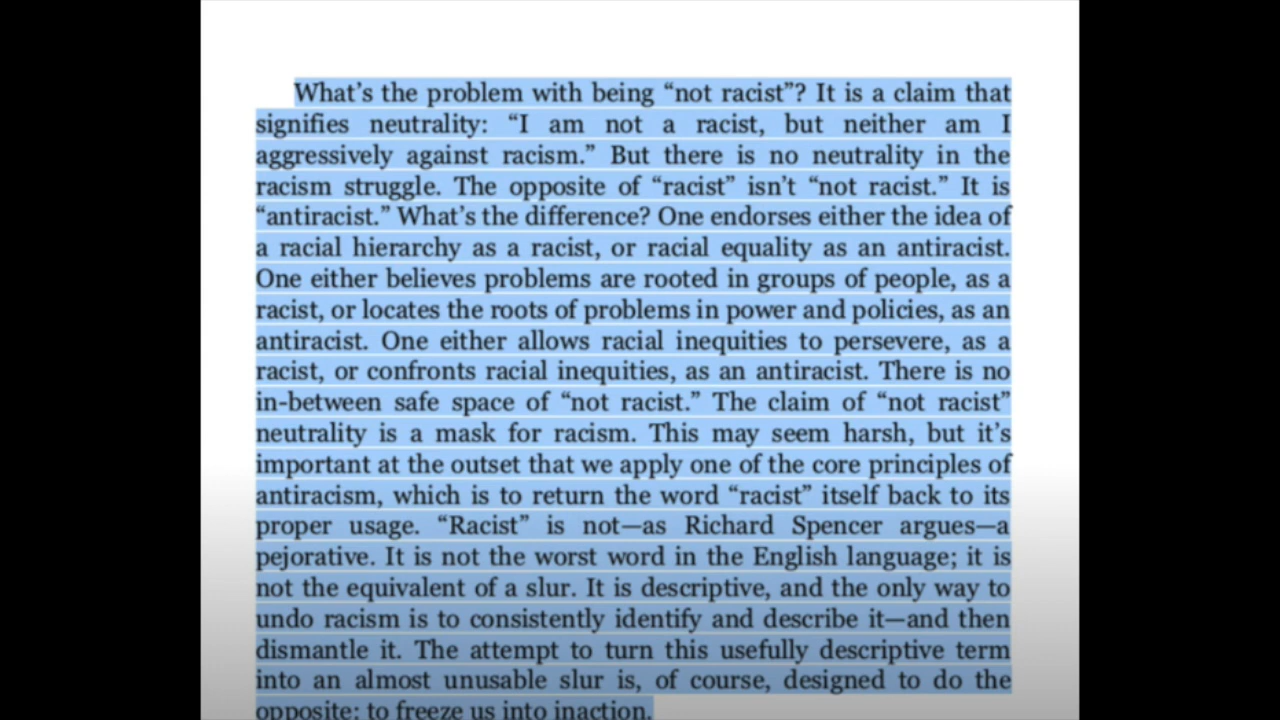 What’s the problem with being “not racist”? It is a claim that
signifies neutrality: “I am not a racist, but neither am I
aggressively against racism.” But there is no neutrality in the
racism struggle. The opposite of “racist” isn’t “not racist.” It is
“antiracist.” What’s the difference? One endorses either the idea of
a racial hierarchy as a racist, or racial equality as an antiracist.
One either believes problems are rooted in groups of people, as a
racist, or locates the roots of problems in power and policies, as an
antiracist. One either allows racial inequities to persevere, as a
racist, or confronts racial inequities, as an antiracist. There is no
in-between safe space of “not racist.” The claim of “not racist”
neutrality is a mask for racism. This may seem harsh, but it’s
important at the outset that we apply one of the core principles of
antiracism, which is to return the word “racist” itself back to its
proper usage. “Racist” is not—as Richard Spencer argues—a
pejorative. It is not the worst word in the English language; it is
not the equivalent of a slur. It is descriptive, and the only way to
undo racism is to consistently identify and describe it—and then
dismantle it. The attempt to turn this usefully descriptive term
into an almost unusable slur is, of course, designed to do the
opposite: to freeze us into inaction.